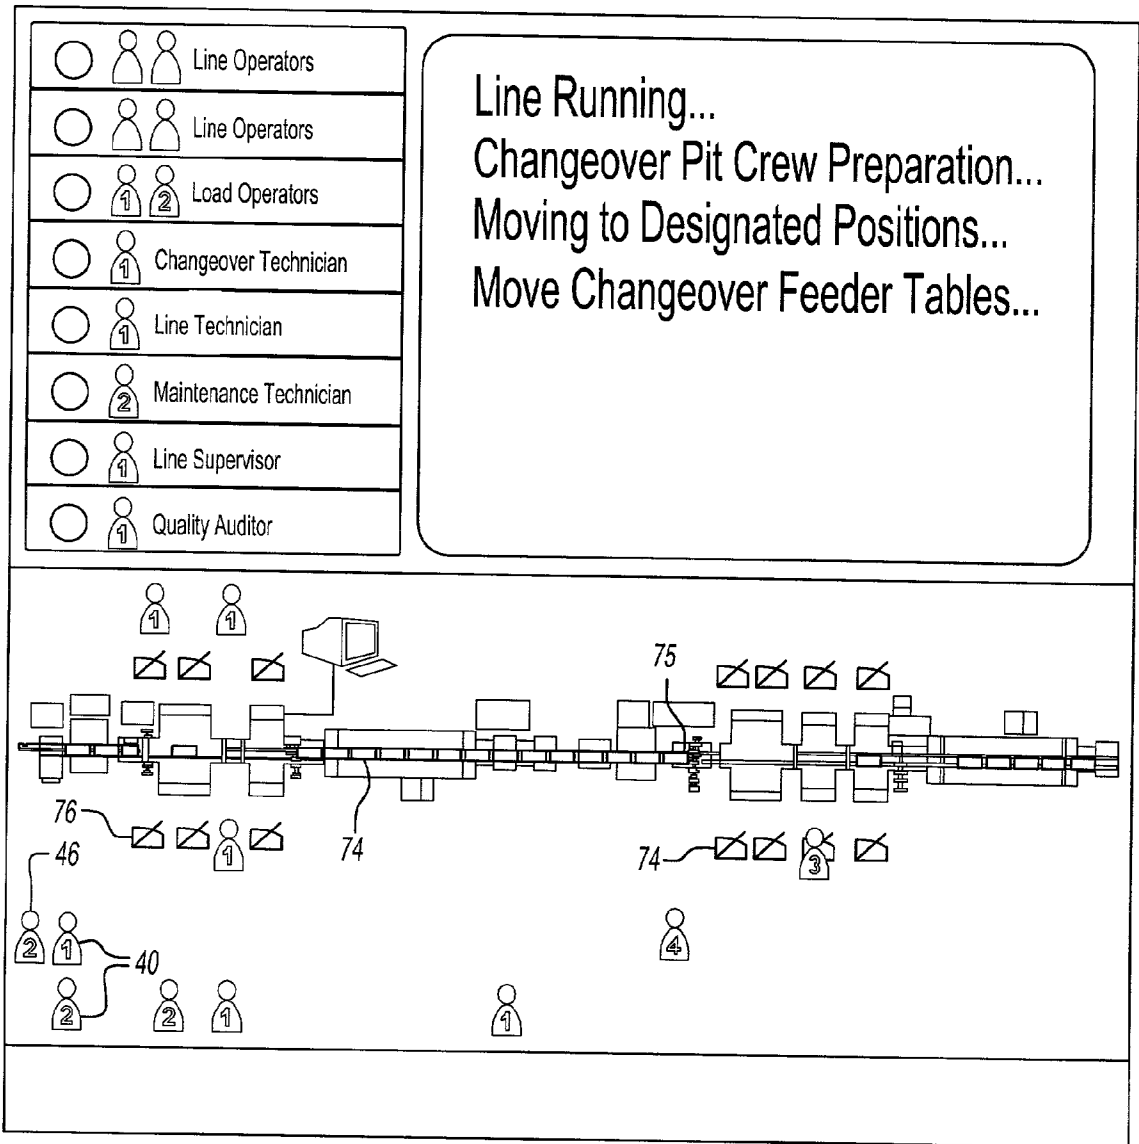 Line Operators
Line Operators
1 2 Load Operators
1 Changeover Technician
1 Line Technician
2 Maintenance Technician
1 Line Supervisor
1 Quality Auditor
Line Running...
Changeover Pit Crew Preparation...
Moving to Designated Positions...
Move Changeover Feeder Tables...
1 1
75
76
1
74
74
3
46
2 1
40
4
2 2 1
1